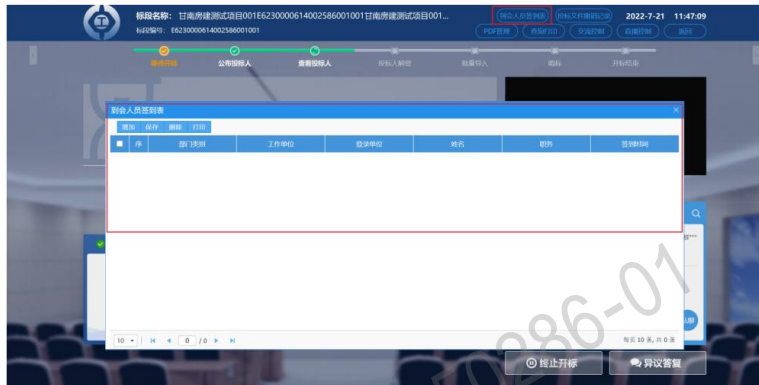 标段名称: 甘南房建测试项目001E6230000614002586001001甘南房建测试项目001...
标段编号: E6230000614002586001001
到会人员签到表
投标文件撤回记录
2022-7-21 11:47:09
PDF签章
终间打印
交流控制
直播控制
返回
等待开标
公布投标人
查看投标人
投标人解密
批量导入
唱标
开标结束
到会人员签到表
×
增加 保存 删除 打印
序 部门类别 工作单位 登录单位 姓名 职务 签到时间
10
0 / 0
每页 10 条, 共 0 条
终止开标
异议答复
50286-01